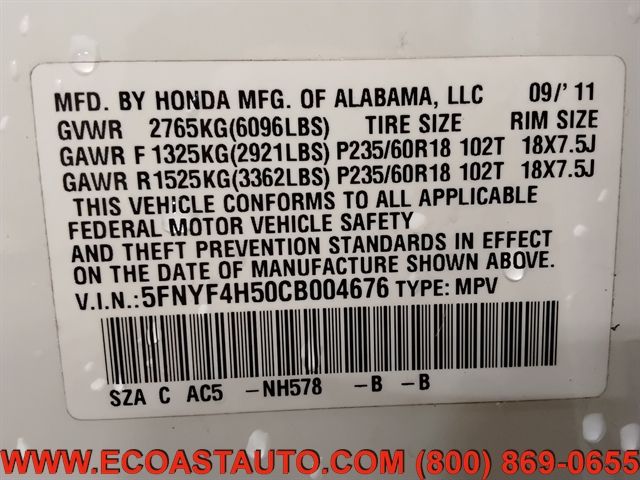 MFD. BY HONDA MFG. OF ALABAMA, LLC 09/'11
GVWR 2765KG(6096LBS) TIRE SIZE RIM SIZE
GAWR F 1325KG(2921LBS) P235/60R18 102T 18X7.5J
GAWR R1525KG(3362LBS) P235/60R18 102T 18X7.5J
THIS VEHICLE CONFORMS TO ALL APPLICABLE
FEDERAL MOTOR VEHICLE SAFETY
AND THEFT PREVENTION STANDARDS IN EFFECT
ON THE DATE OF MANUFACTURE SHOWN ABOVE.
V.I.N.:5FNYF4H50CB004676 TYPE: MPV
SZA C AC5 -NH578 -B -B
WWW.ECOASTAUTO.COM (800) 869-0655